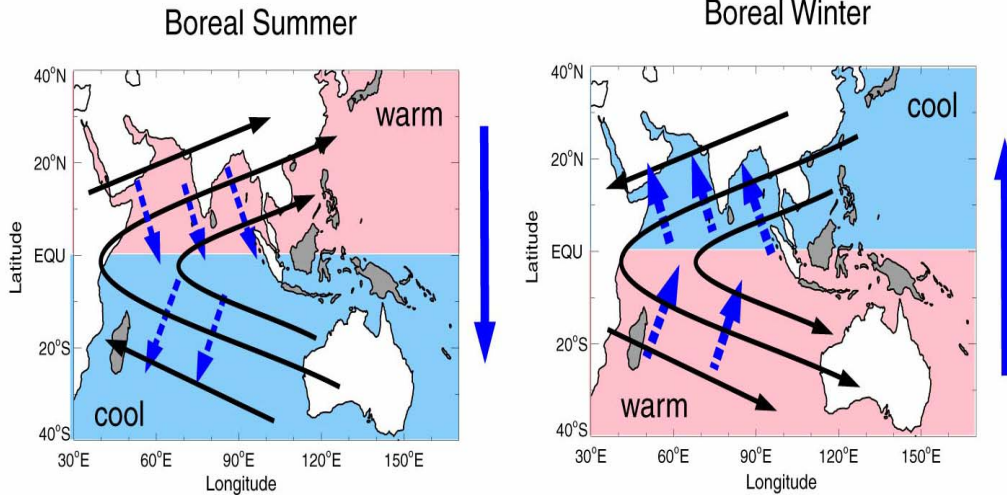 Boreal Summer
Boreal Winter
40°N
20°N
EQU
20°S
40°S
Latitude
warm
cool
30°E
60°E
90°E
120°E
150°E
Longitude
40°N
20°N
EQU
20°S
40°S
Latitude
cool
warm
30°E
60°E
90°E
120°E
150°E
Longitude